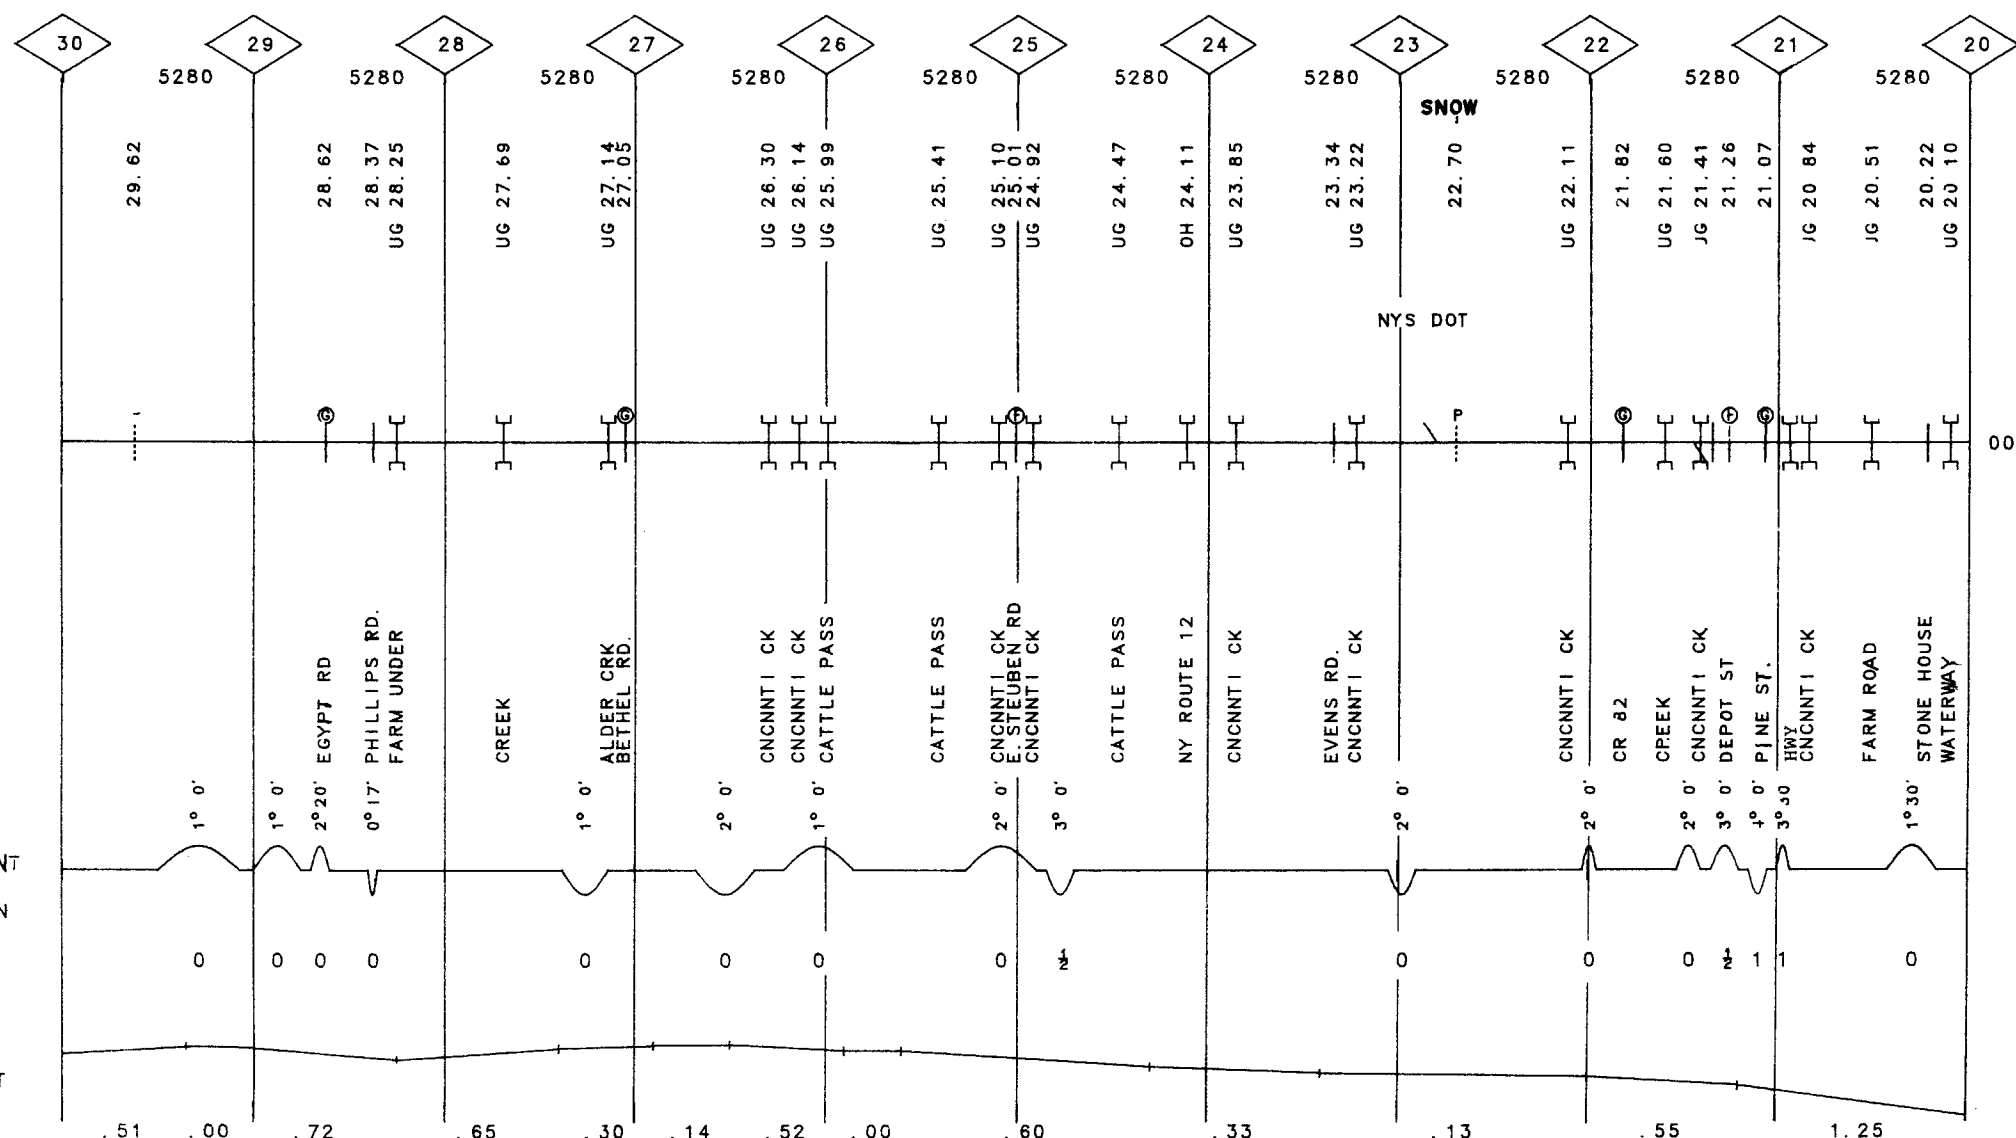 30 29 28 27 26 25 24 23 22 21 20
5280 5280 5280 5280 5280 5280 5280 5280 5280 5280
SNOW
29.62
28.62
28.37
UG 28.25
UG 27.69
UG 27.14
27.05
UG 26.30
UG 26.14
UG 25.99
UG 25.41
UG 25.10
25.01
UG 24.92
UG 24.47
OH 24.11
UG 23.85
23.34
UG 23.22
22.70
UG 22.11
21.82
UG 21.60
JG 21.41
21.26
21.07
JG 20 84
JG 20.51
20.22
UG 20 10
NYS DOT
G G F P G F G
00
EGYPT RD
PHILLIPS RD.
FARM UNDER
CREEK
ALDER CRK
BETHEL RD.
CNCNNTI CK
CNCNNTI CK
CATTLE PASS
CATTLE PASS
CNCNNTI CK
E. STEUBEN RD
CNCNNTI CK
CATTLE PASS
NY ROUTE 12
CNCNNTI CK
EVENS RD.
CNCNNTI CK
CNCNNTI CK
CR 82
CREEK
CNCNNTI CK
DEPOT ST
PINE ST.
HWY
CNCNNTI CK
FARM ROAD
STONE HOUSE
WATERWAY
1° 0' 1° 0' 2°20' 0°17' 1° 0' 2° 0' 1° 0' 2° 0' 3° 0' 2° 0' 2° 0' 2° 0' 3° 0' 4° 0' 3°30 1°30'
NT
N
0 0 0 0 0 0 0 0 ½ 0 0 0 ½ 1 1 0
T
.51 .00 .72 .65 .30 .14 .52 .00 .60 .33 .13 .55 1.25